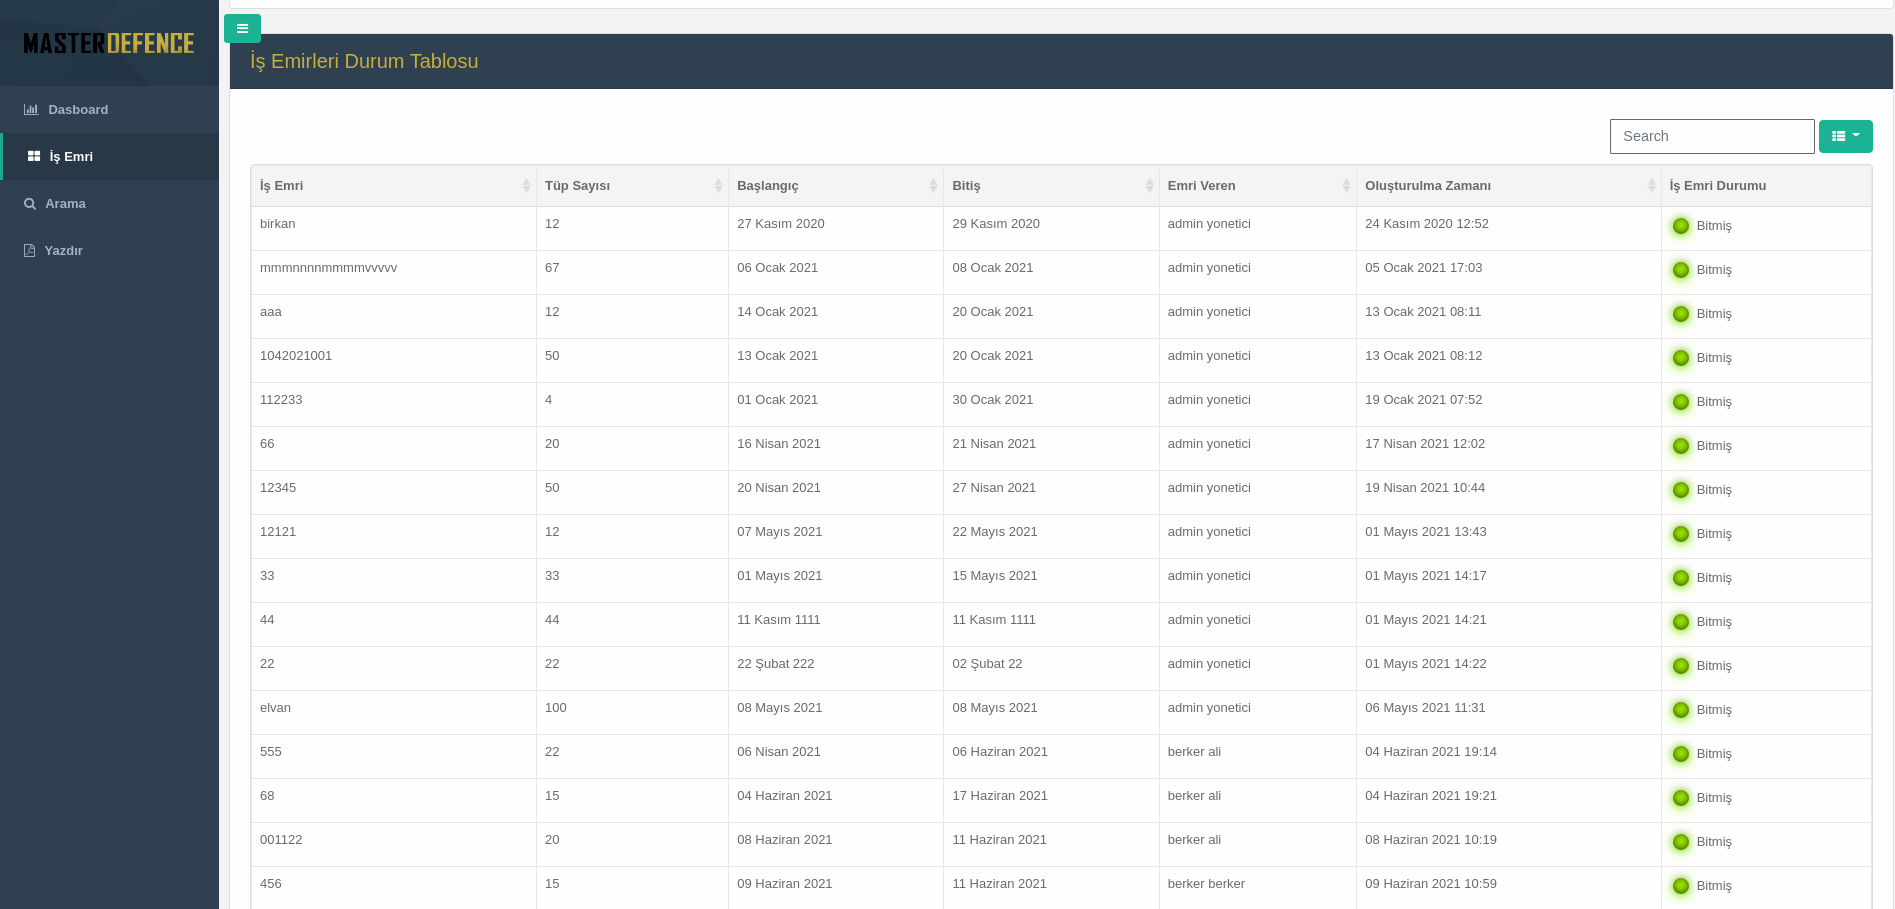 MASTERDEFENCE
Dasboard
İş Emri
Arama
Yazdır
İş Emirleri Durum Tablosu
Search
İş Emri Tüp Sayısı Başlangıç Bitiş Emri Veren Oluşturulma Zamanı İş Emri Durumu
birkan 12 27 Kasım 2020 29 Kasım 2020 admin yonetici 24 Kasım 2020 12:52 Bitmiş
mmmnnnnmmmmvvvvv 67 06 Ocak 2021 08 Ocak 2021 admin yonetici 05 Ocak 2021 17:03 Bitmiş
aaa 12 14 Ocak 2021 20 Ocak 2021 admin yonetici 13 Ocak 2021 08:11 Bitmiş
1042021001 50 13 Ocak 2021 20 Ocak 2021 admin yonetici 13 Ocak 2021 08:12 Bitmiş
112233 4 01 Ocak 2021 30 Ocak 2021 admin yonetici 19 Ocak 2021 07:52 Bitmiş
66 20 16 Nisan 2021 21 Nisan 2021 admin yonetici 17 Nisan 2021 12:02 Bitmiş
12345 50 20 Nisan 2021 27 Nisan 2021 admin yonetici 19 Nisan 2021 10:44 Bitmiş
12121 12 07 Mayıs 2021 22 Mayıs 2021 admin yonetici 01 Mayıs 2021 13:43 Bitmiş
33 33 01 Mayıs 2021 15 Mayıs 2021 admin yonetici 01 Mayıs 2021 14:17 Bitmiş
44 44 11 Kasım 1111 11 Kasım 1111 admin yonetici 01 Mayıs 2021 14:21 Bitmiş
22 22 22 Şubat 222 02 Şubat 22 admin yonetici 01 Mayıs 2021 14:22 Bitmiş
elvan 100 08 Mayıs 2021 08 Mayıs 2021 admin yonetici 06 Mayıs 2021 11:31 Bitmiş
555 22 06 Nisan 2021 06 Haziran 2021 berker ali 04 Haziran 2021 19:14 Bitmiş
68 15 04 Haziran 2021 17 Haziran 2021 berker ali 04 Haziran 2021 19:21 Bitmiş
001122 20 08 Haziran 2021 11 Haziran 2021 berker ali 08 Haziran 2021 10:19 Bitmiş
456 15 09 Haziran 2021 11 Haziran 2021 berker berker 09 Haziran 2021 10:59 Bitmiş